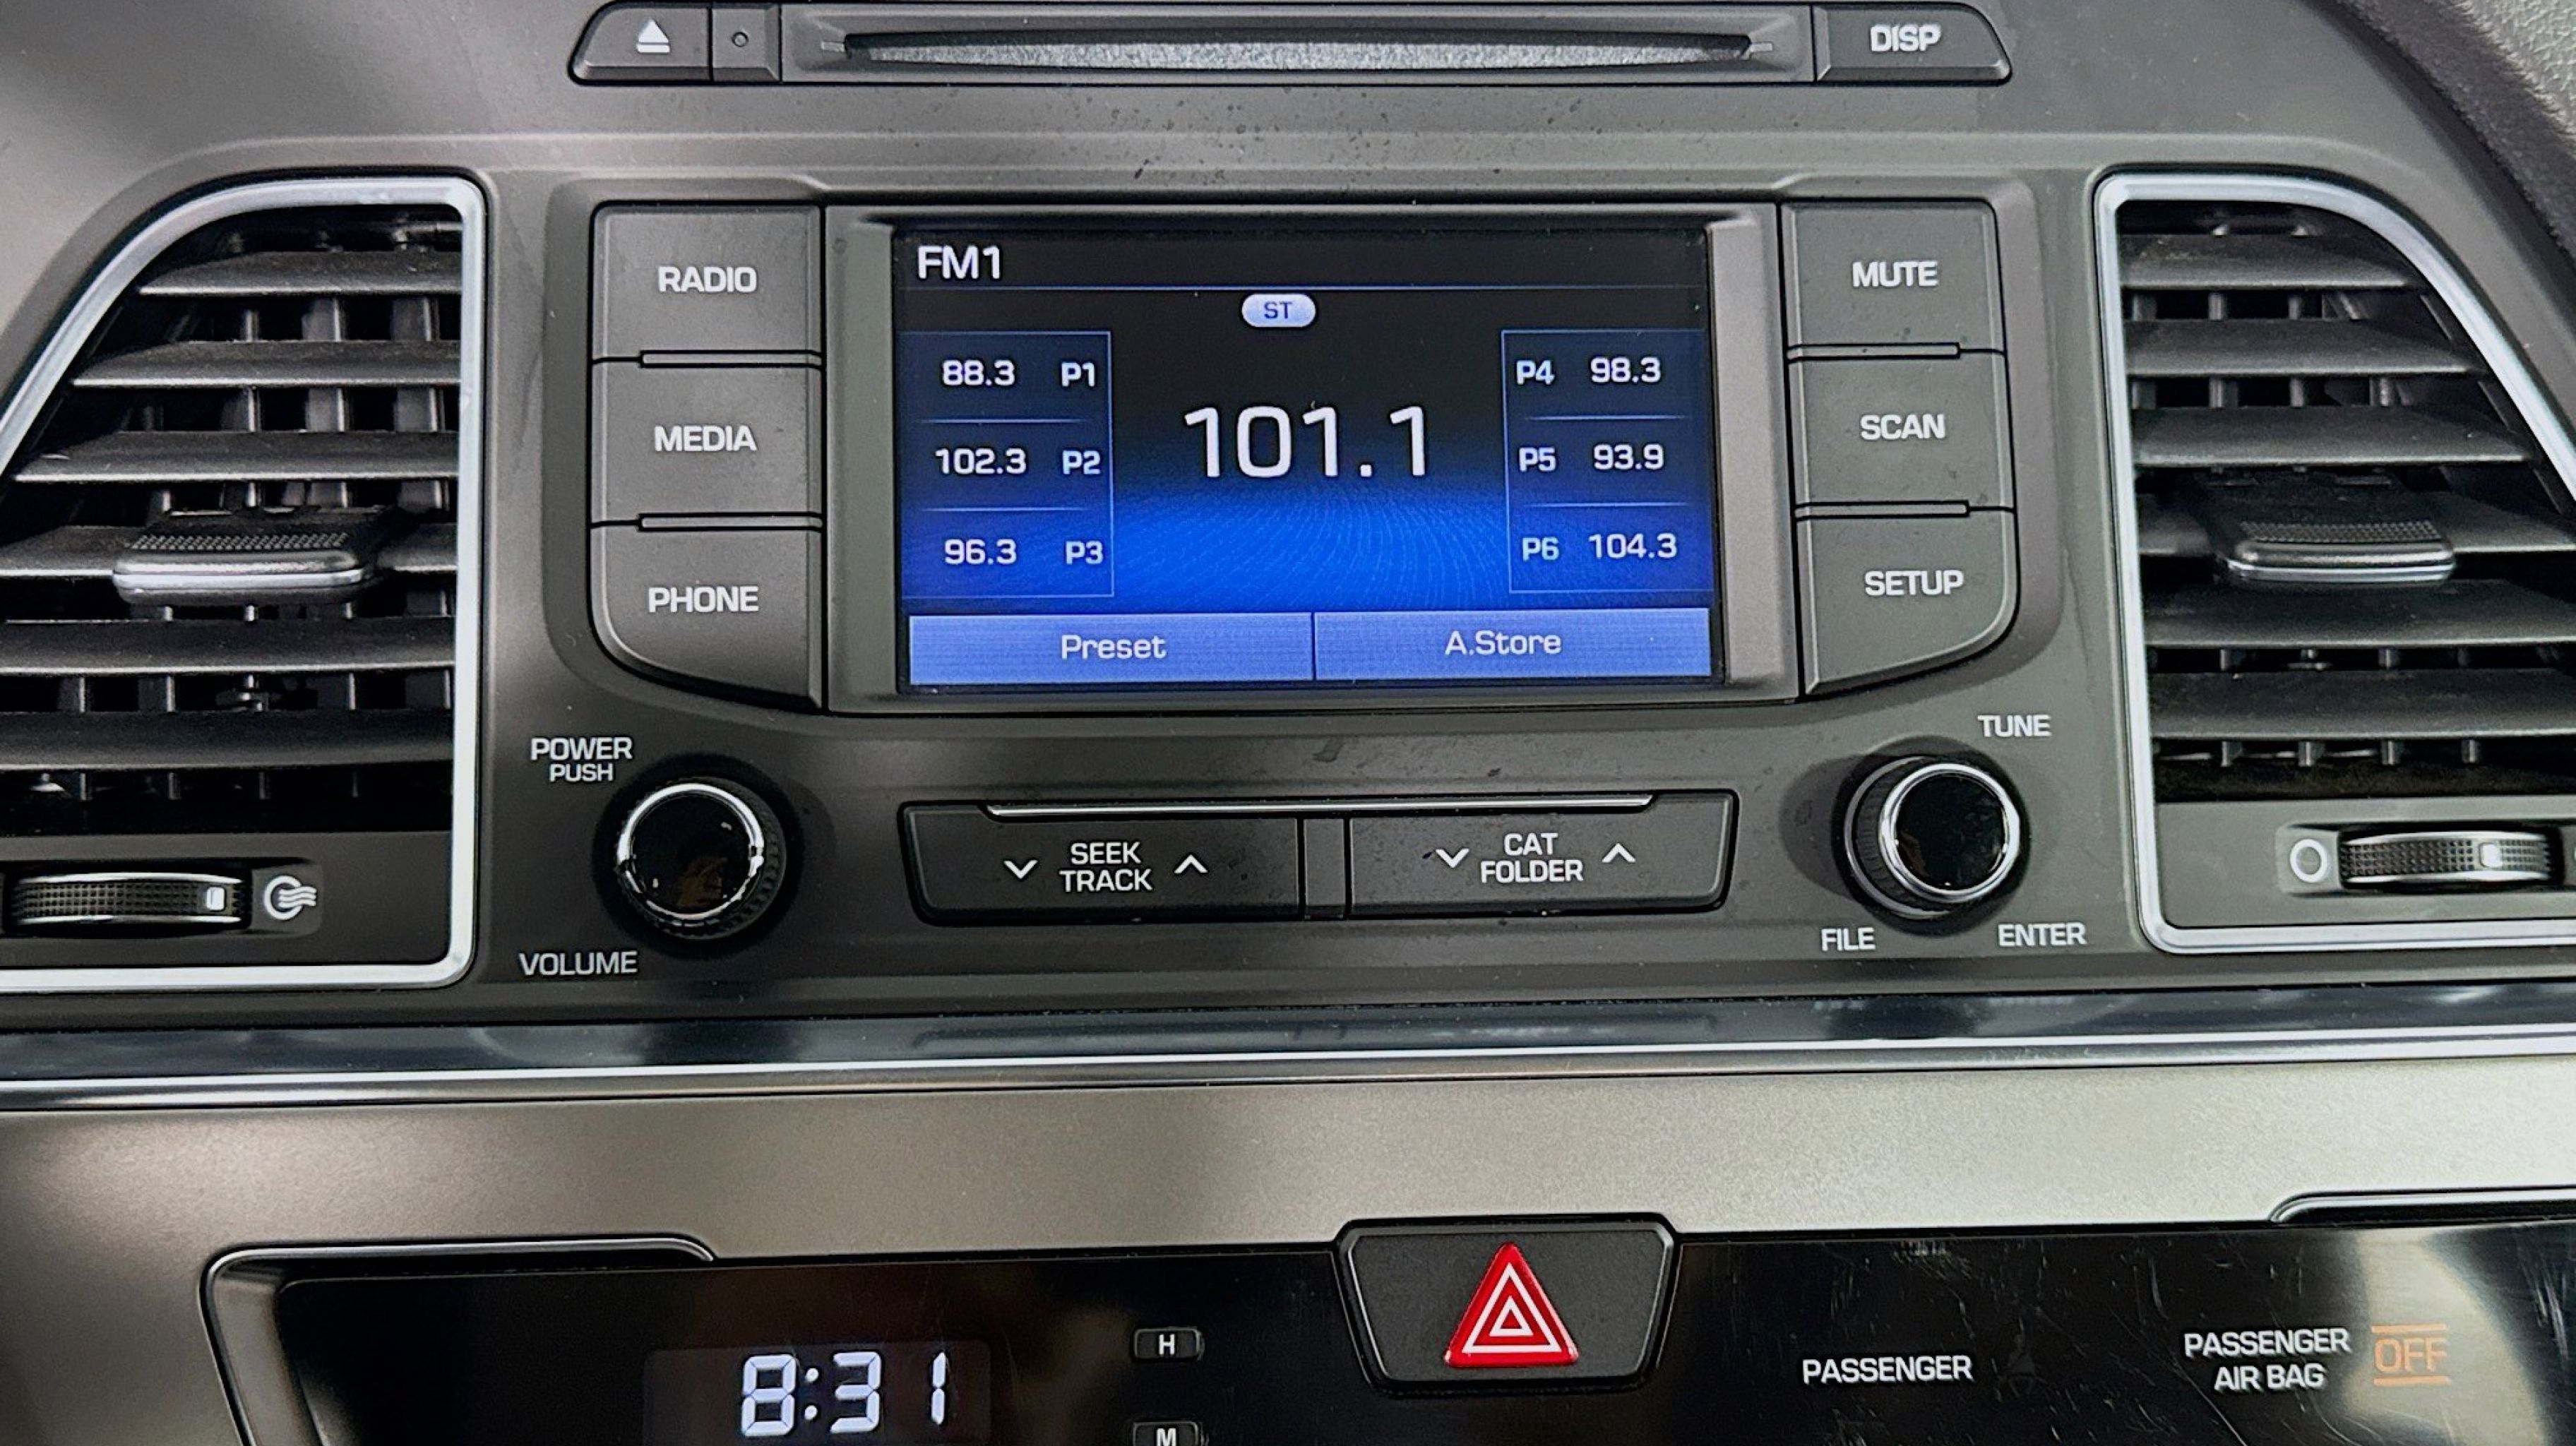 DISP
RADIO
MEDIA
PHONE
FM1
ST
88.3 P1
102.3 P2
96.3 P3
101.1
P4 98.3
P5 93.9
P6 104.3
Preset
A.Store
MUTE
SCAN
SETUP
POWER
PUSH
VOLUME
SEEK
TRACK
CAT
FOLDER
TUNE
FILE
ENTER
8:31
H
M
PASSENGER
PASSENGER
AIR BAG
OFF